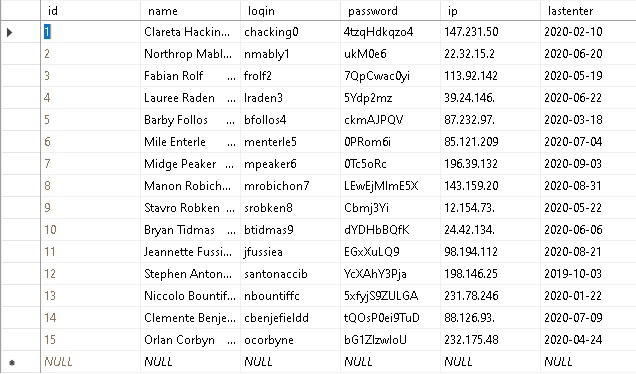 id name login password ip lastenter
1 Clareta Hackin... chacking0 4tzqHdkqzo4 147.231.50 2020-02-10
2 Northrop Mabl... nmably1 ukM0e6 22.32.15.2 2020-06-20
3 Fabian Rolf ... frolf2 7QpCwac0yi 113.92.142 2020-05-19
4 Lauree Raden ... lraden3 5Ydp2mz 39.24.146. 2020-06-22
5 Barby Follos ... bfollos4 ckmAJPQV 87.232.97. 2020-03-18
6 Mile Enterle ... menterle5 0PRom6i 85.121.209 2020-07-04
7 Midge Peaker ... mpeaker6 0Tc5oRc 196.39.132 2020-09-03
8 Manon Robich... mrobichon7 LEwEjMlmE5X 143.159.20 2020-08-31
9 Stavro Robken ... srobken8 Cbmj3Yi 12.154.73. 2020-05-22
10 Bryan Tidmas ... btidmas9 dYDHbBQfK 24.42.134. 2020-06-06
11 Jeannette Fussi... jfussiea EGxXuLQ9 98.194.112 2020-08-21
12 Stephen Anton... santonaccib YcXAhY3Pja 198.146.25 2019-10-03
13 Niccolo Bountif... nbountiffc 5xfyjS9ZULGA 231.78.246 2020-01-22
14 Clemente Benje... cbenjefieldd tQOsP0ei9TuD 88.126.93. 2020-07-09
15 Orlan Corbyn ... ocorbyne bG1ZlzwloU 232.175.48 2020-04-24
NULL NULL NULL NULL NULL NULL